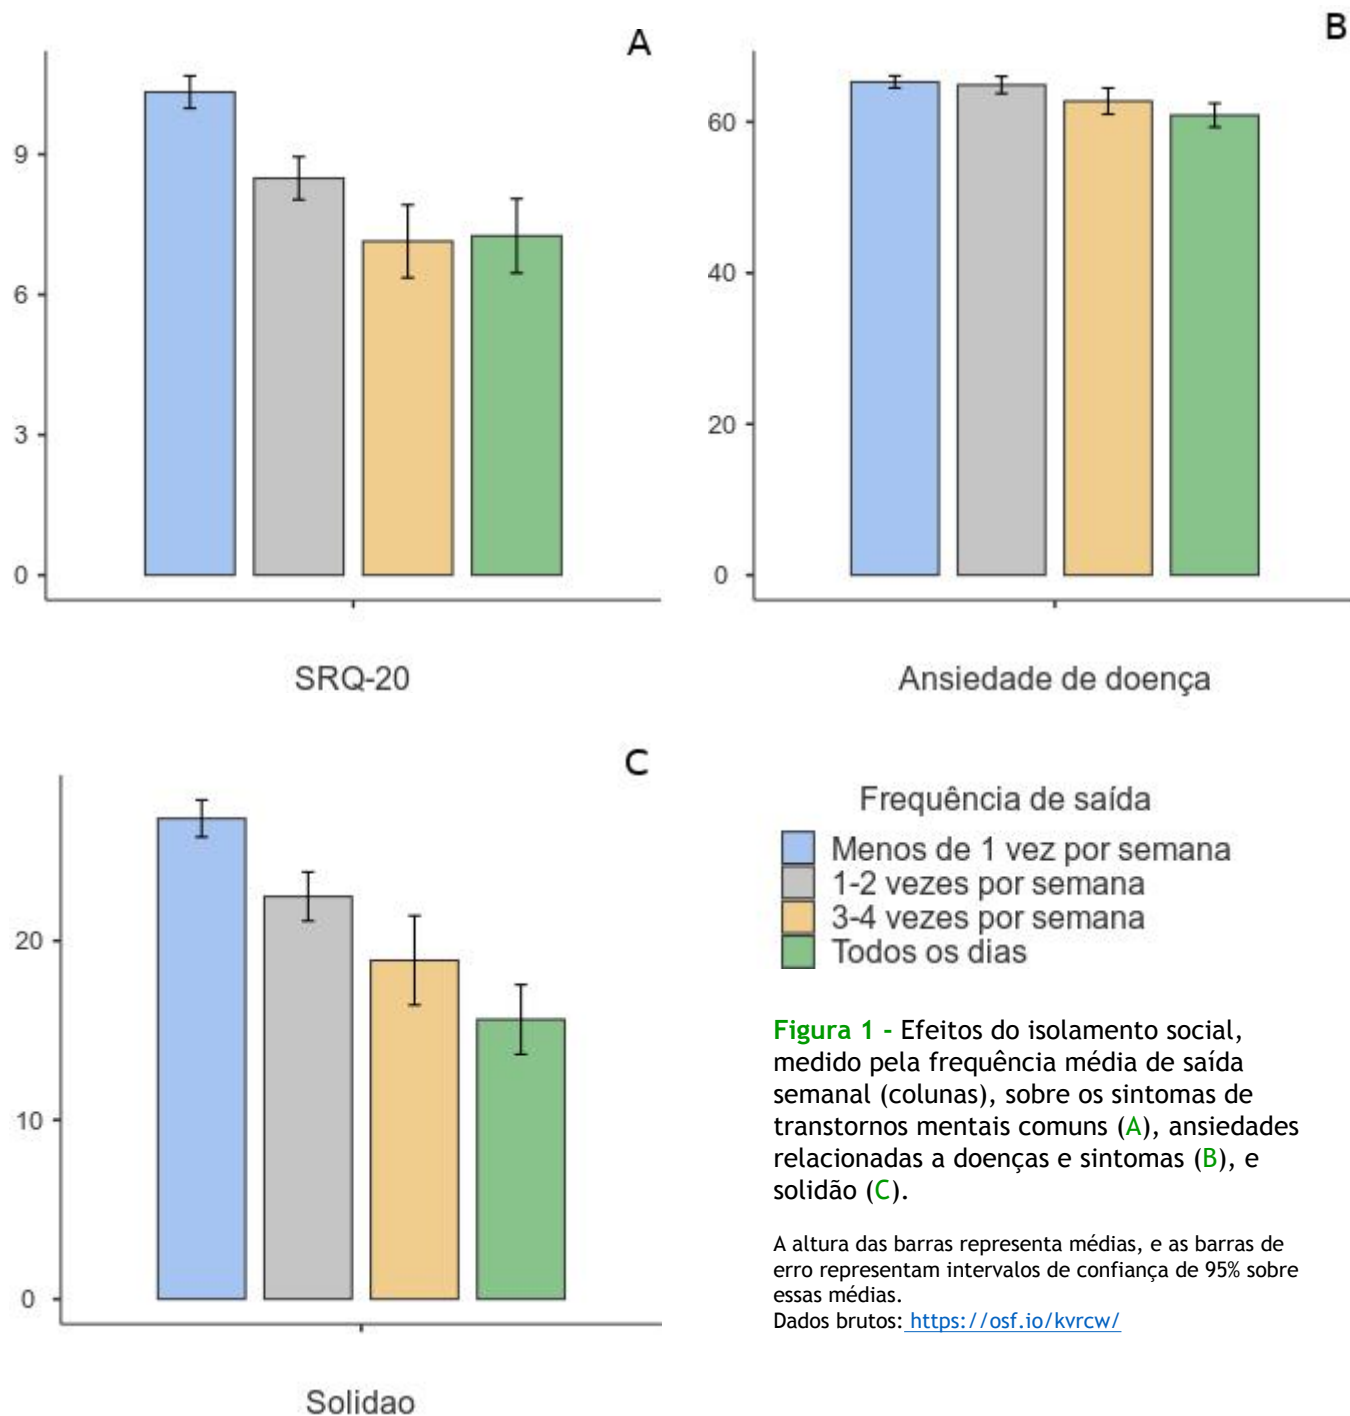 A
9
6
3
0
SRQ-20
B
60
40
20
0
Ansiedade de doença
C
20
10
0
Solidao
Frequência de saída
Menos de 1 vez por semana
1-2 vezes por semana
3-4 vezes por semana
Todos os dias
Figura 1 - Efeitos do isolamento social,
medido pela frequência média de saída
semanal (colunas), sobre os sintomas de
transtornos mentais comuns (A), ansiedades
relacionadas a doenças e sintomas (B), e
solidão (C).
A altura das barras representa médias, e as barras de
erro representam intervalos de confiança de 95% sobre
essas médias.
Dados brutos: https://osf.io/kvrcw/